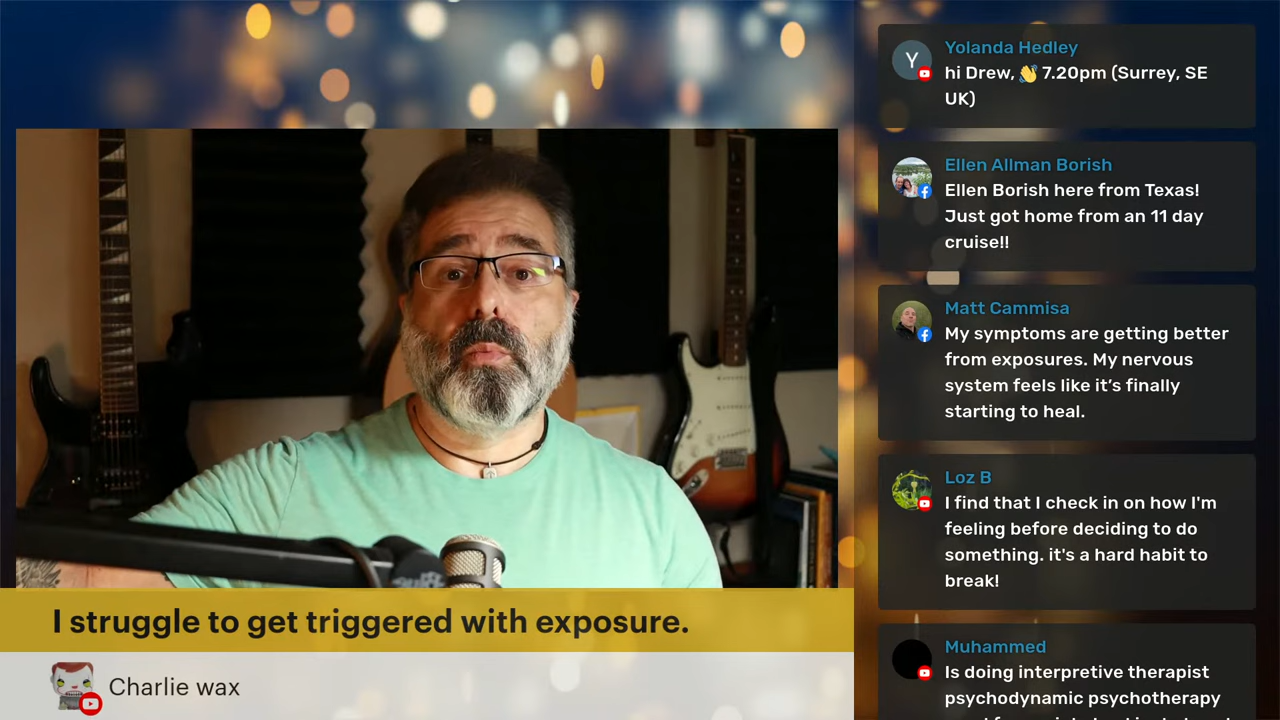 Yolanda Hedley
hi Drew, 👋 7.20pm (Surrey, SE
UK)
Ellen Allman Borish
Ellen Borish here from Texas!
Just got home from an 11 day
cruise!!
Matt Cammisa
My symptoms are getting better
from exposures. My nervous
system feels like it's finally
starting to heal.
Loz B
I find that I check in on how I'm
feeling before deciding to do
something. it's a hard habit to
break!
Muhammed
Is doing interpretive therapist
psychodynamic psychotherapy
I struggle to get triggered with exposure.
Charlie wax
Y